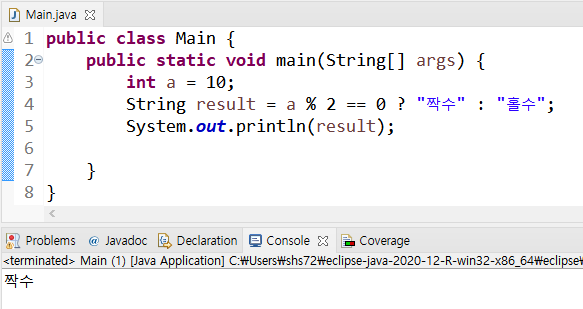 Main.java
1 public class Main {
2 public static void main(String[] args) {
3 int a = 10;
4 String result = a % 2 == 0 ? "짝수" : "홀수";
5 System.out.println(result);
6
7 }
8 }
Problems @ Javadoc Declaration Console Coverage
<terminated> Main (1) [Java Application] C:₩Users₩shs72₩eclipse-java-2020-12-R-win32-x86_64₩eclipse₩
짝수